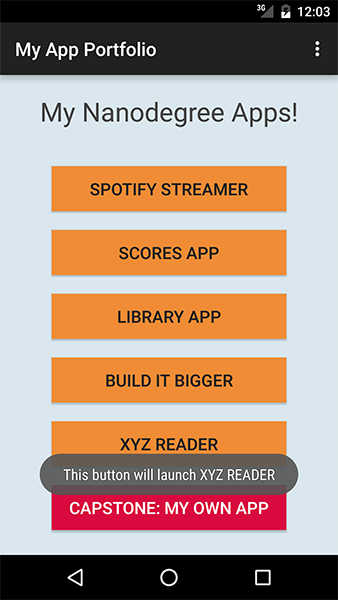 3G 12:03
My App Portfolio
My Nanodegree Apps!
SPOTIFY STREAMER
SCORES APP
LIBRARY APP
BUILD IT BIGGER
XYZ READER
This button will launch XYZ READER
CAPSTONE: MY OWN APP